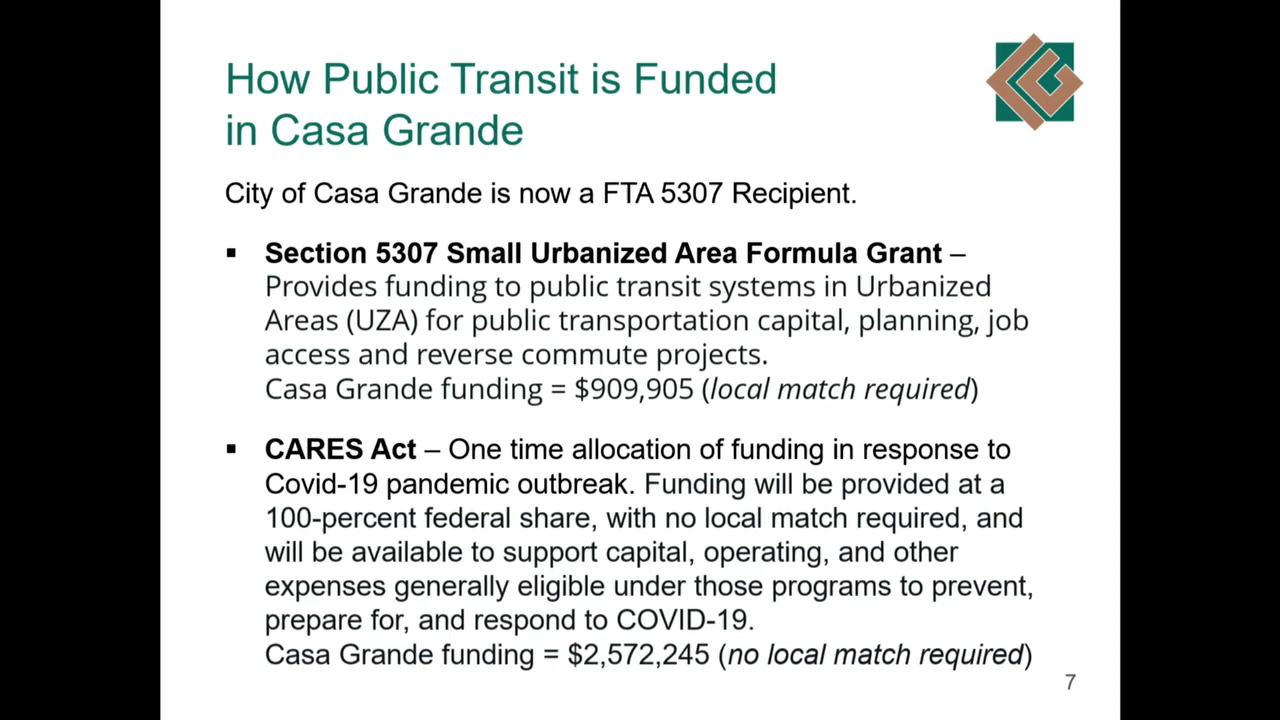 How Public Transit is Funded
in Casa Grande
City of Casa Grande is now a FTA 5307 Recipient.
▪ Section 5307 Small Urbanized Area Formula Grant –
Provides funding to public transit systems in Urbanized
Areas (UZA) for public transportation capital, planning, job
access and reverse commute projects.
Casa Grande funding = $909,905 (local match required)
▪ CARES Act – One time allocation of funding in response to
Covid-19 pandemic outbreak. Funding will be provided at a
100-percent federal share, with no local match required, and
will be available to support capital, operating, and other
expenses generally eligible under those programs to prevent,
prepare for, and respond to COVID-19.
Casa Grande funding = $2,572,245 (no local match required)
7